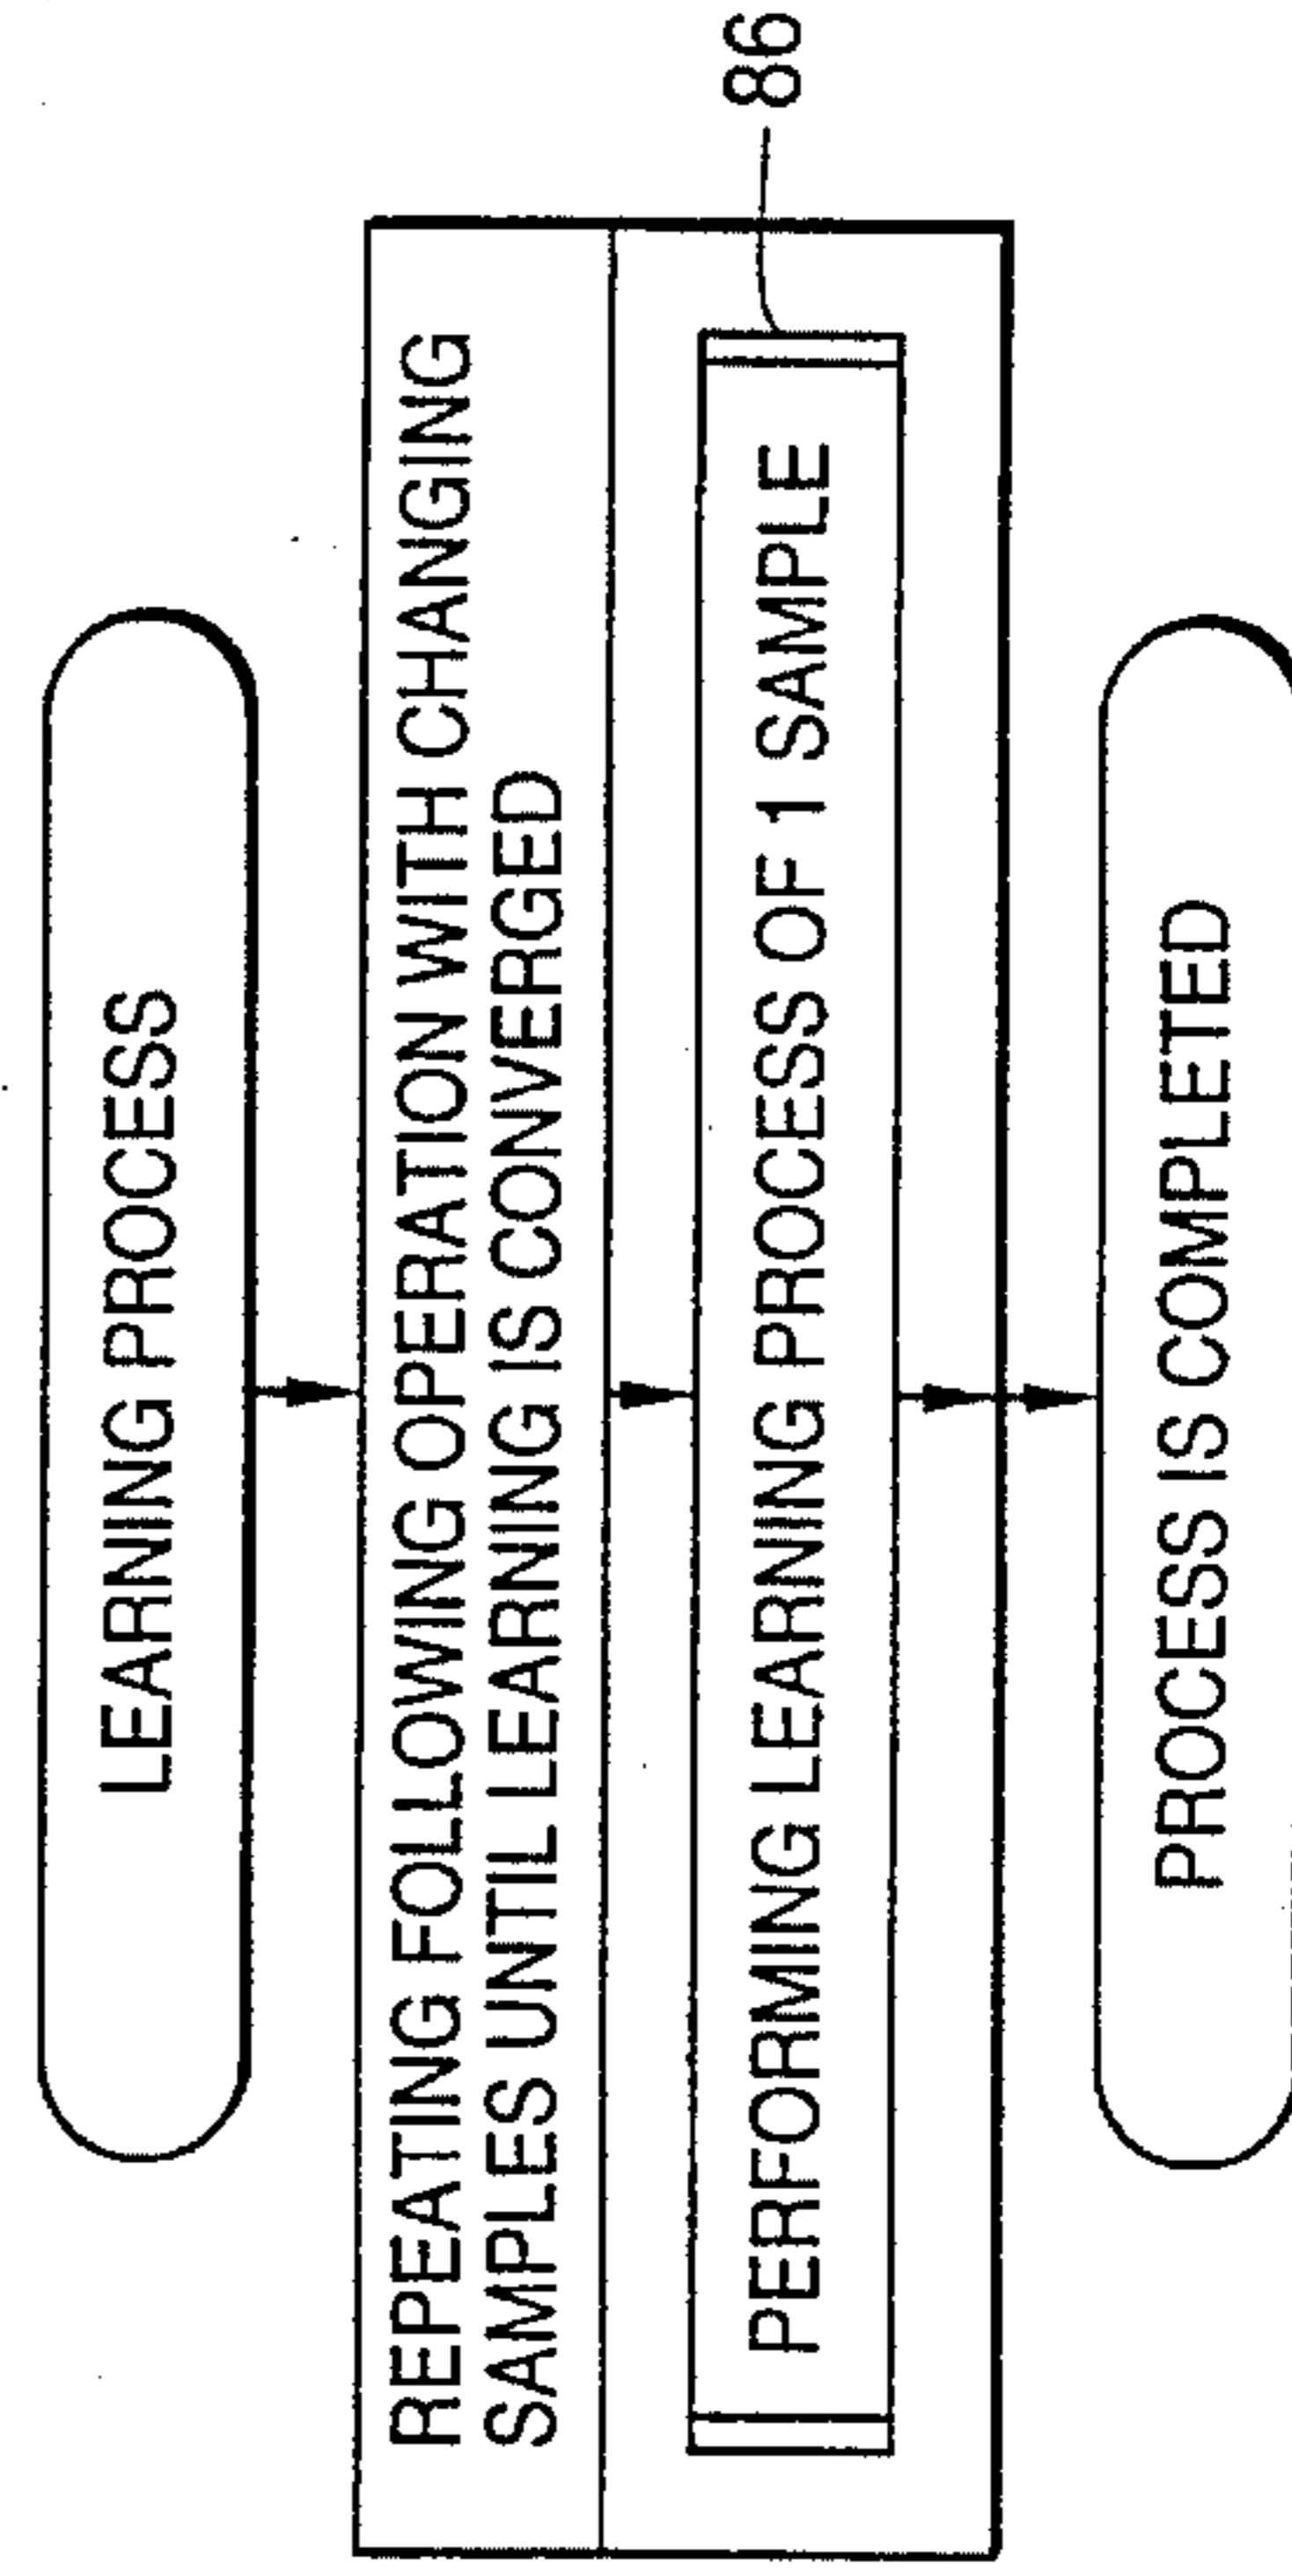 LEARNING PROCESS
REPEATING FOLLOWING OPERATION WITH CHANGING
SAMPLES UNTIL LEARNING IS CONVERGED
PERFORMING LEARNING PROCESS OF 1 SAMPLE
86
PROCESS IS COMPLETED